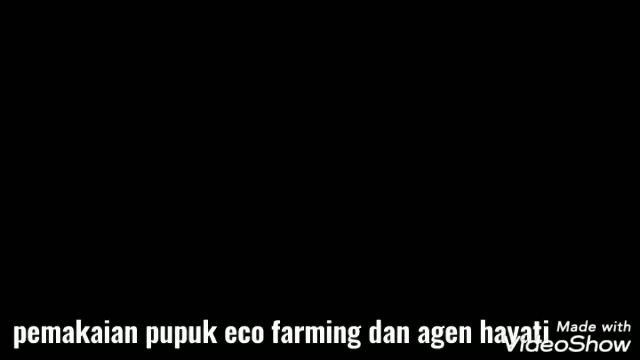 pemakaian pupuk eco farming dan agen hayati
Made with
VideoShow